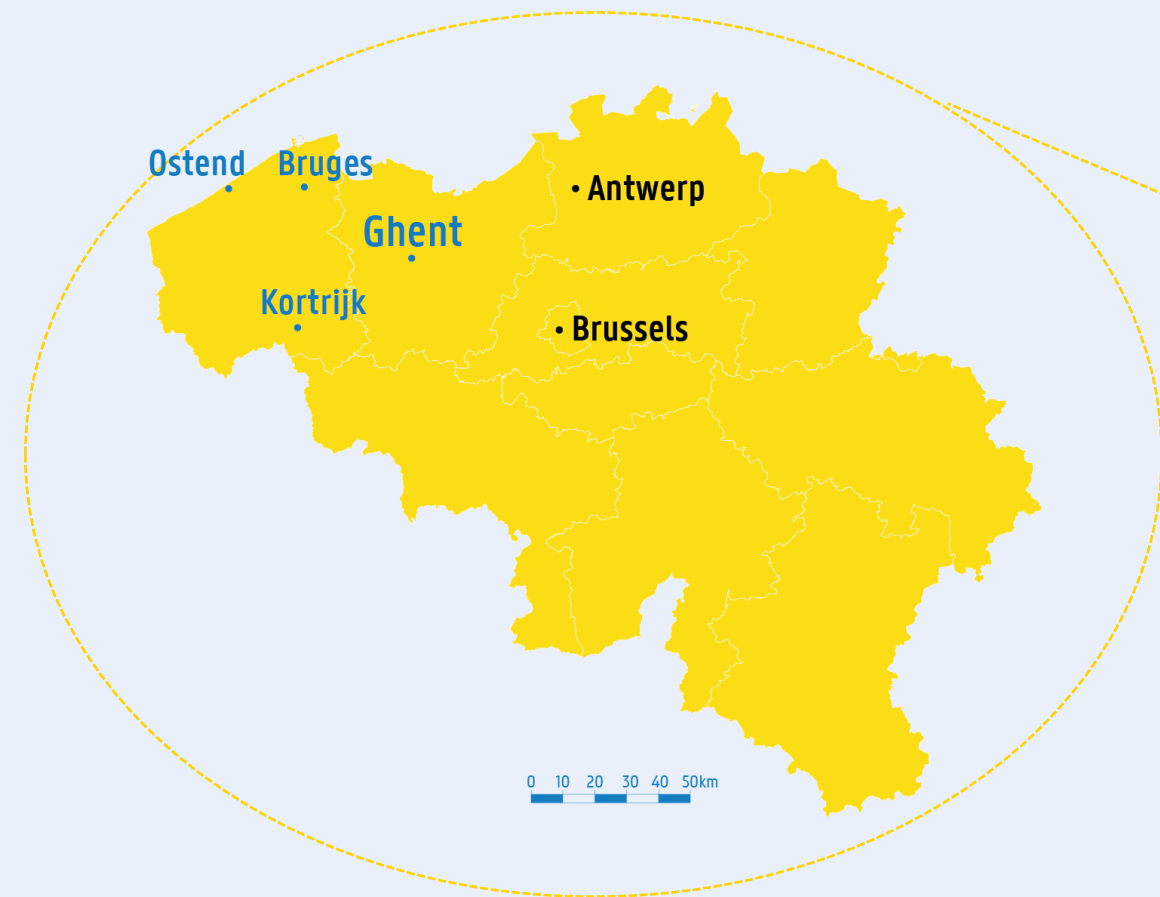 Ostend
Bruges
Antwerp
Ghent
Kortrijk
Brussels
0 10 20 30 40 50km